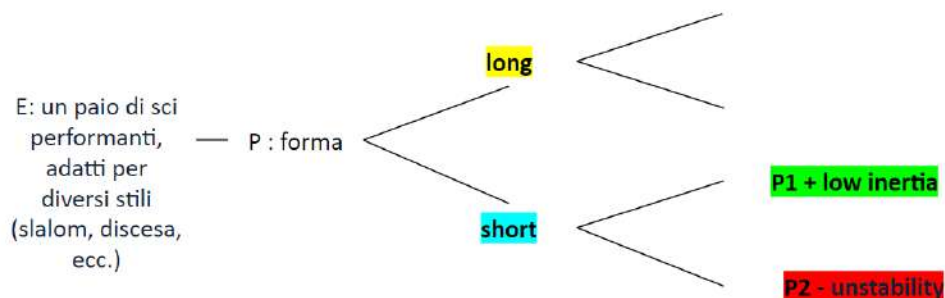 E: un paio di sci
performanti,
adatti per
diversi stili
(slalom, discesa,
ecc.)
P : forma
long
short
P1 + low inertia
P2 - unstability